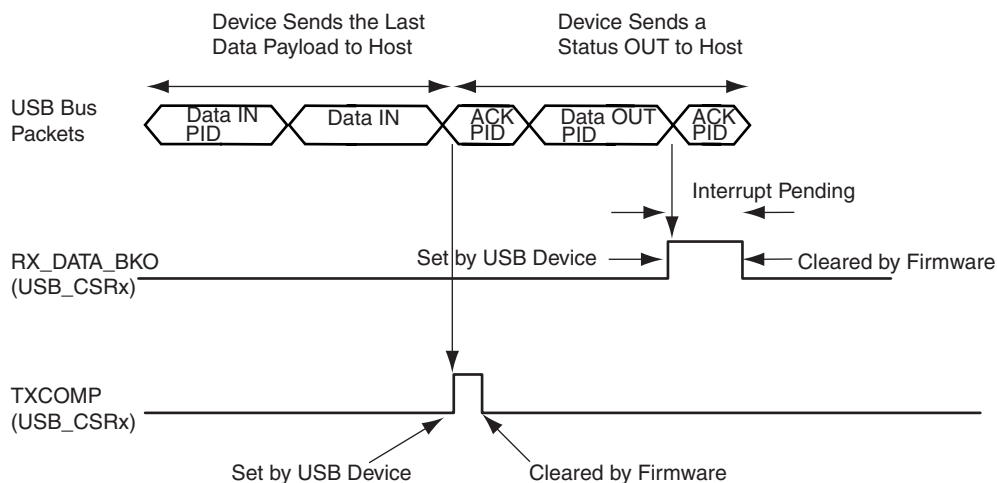 Device Sends the Last
Data Payload to Host
Device Sends a
Status OUT to Host
USB Bus
Packets
Data IN
PID
Data IN
ACK
PID
Data OUT
PID
ACK
PID
Interrupt Pending
RX_DATA_BKO
(USB_CSRx)
Set by USB Device
Cleared by Firmware
TXCOMP
(USB_CSRx)
Set by USB Device
Cleared by Firmware